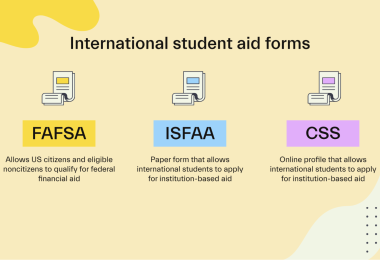 International student aid forms
FAFSA
Allows US citizens and eligible
noncitizens to qualify for federal
financial aid
ISFAA
Paper form that allows
international students to apply
for institution-based aid
CSS
Online profile that allows
international students to apply
for institution-based aid